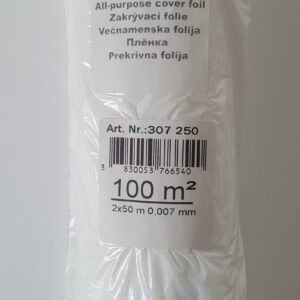 All-purpose cover foil
Zakrývací fólie
Večnamenska folija
Плёнка
Prekrivna folija
Art. Nr.:307 250
3 830053 766540
100 m²
2x50 m 0,007 mm